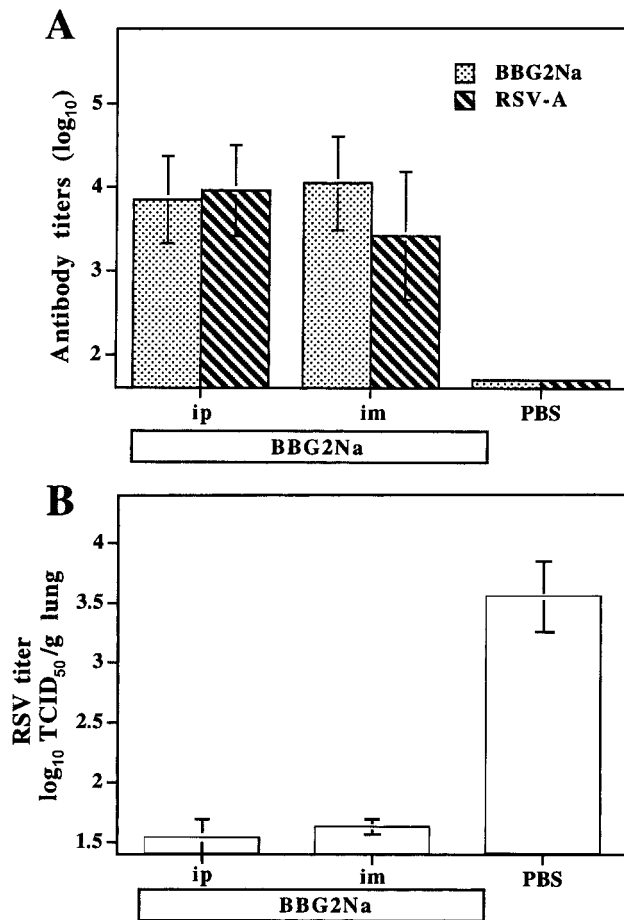 A
BBG2Na
RSV-A
Antibody titers (log10)
5
4
3
2
ip im PBS
BBG2Na
B
RSV titer
log10 TCID50/g lung
4
3.5
3
2.5
2
1.5
ip im PBS
BBG2Na